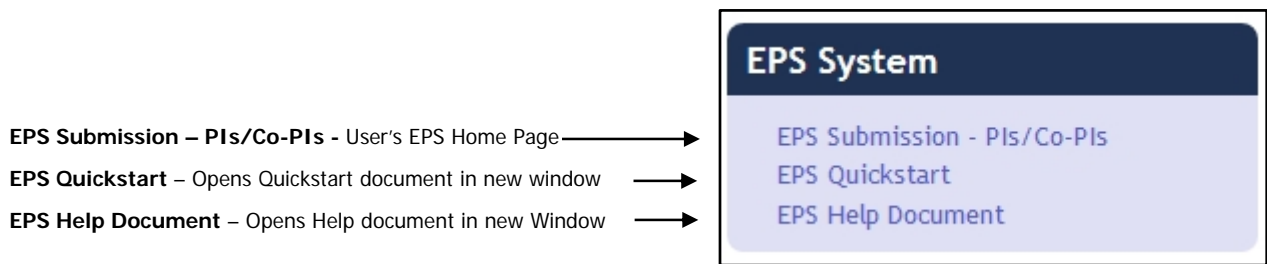 EPS System
EPS Submission – PIs/Co-PIs - User's EPS Home Page
EPS Submission - PIs/Co-PIs
EPS Quickstart – Opens Quickstart document in new window
EPS Quickstart
EPS Help Document – Opens Help document in new Window
EPS Help Document